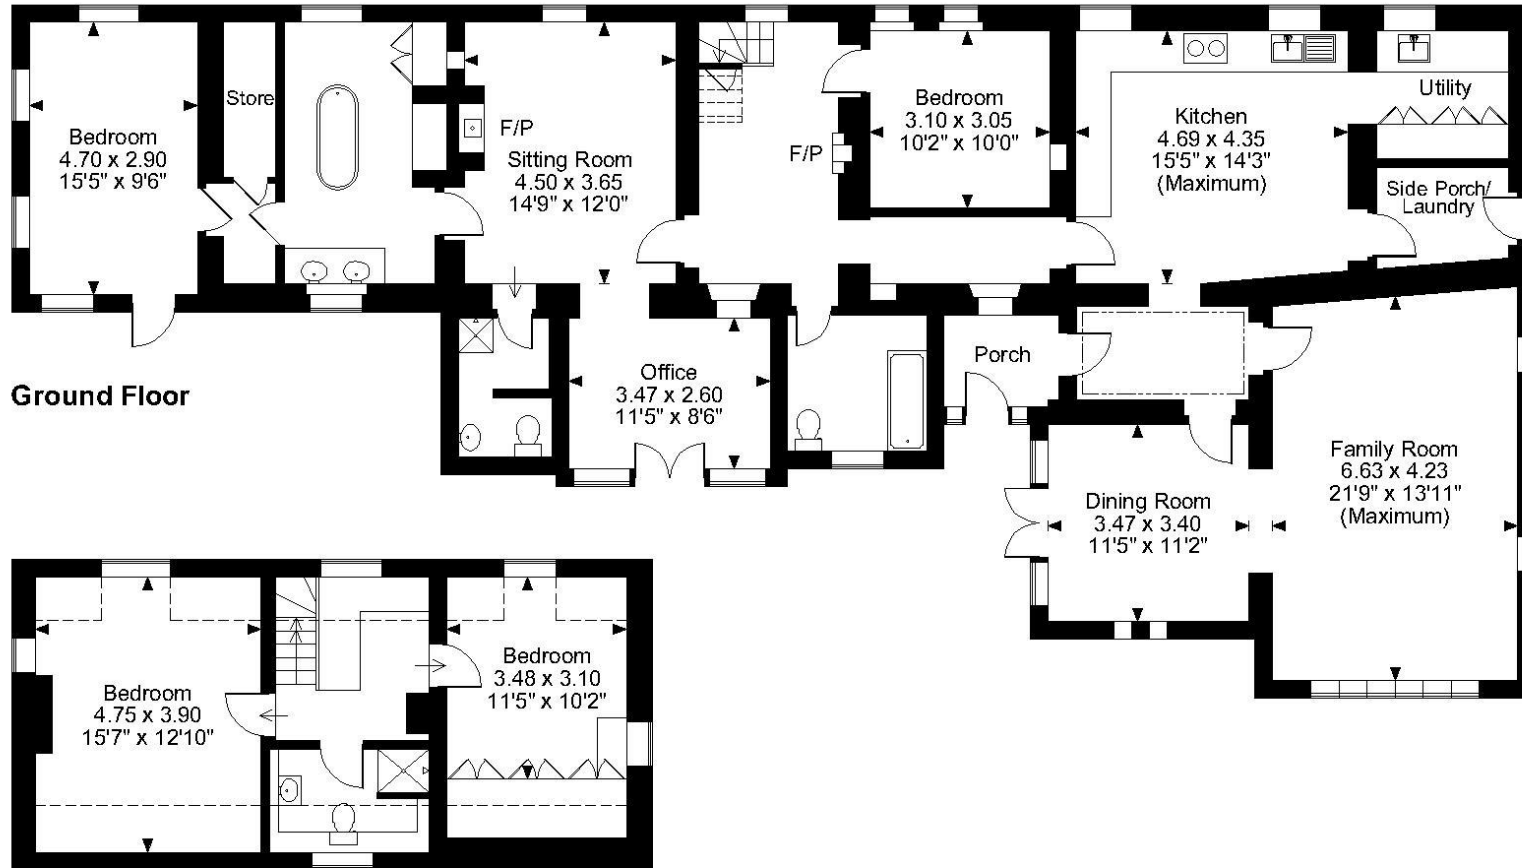 Bedroom
4.70 x 2.90
15'5" x 9'6"
Store
F/P
Sitting Room
4.50 x 3.65
14'9" x 12'0"
F/P
Bedroom
3.10 x 3.05
10'2" x 10'0"
Kitchen
4.69 x 4.35
15'5" x 14'3"
(Maximum)
Utility
Side Porch/
Laundry
Ground Floor
Office
3.47 x 2.60
11'5" x 8'6"
Porch
Dining Room
3.47 x 3.40
11'5" x 11'2"
Family Room
6.63 x 4.23
21'9" x 13'11"
(Maximum)
Bedroom
4.75 x 3.90
15'7" x 12'10"
Bedroom
3.48 x 3.10
11'5" x 10'2"